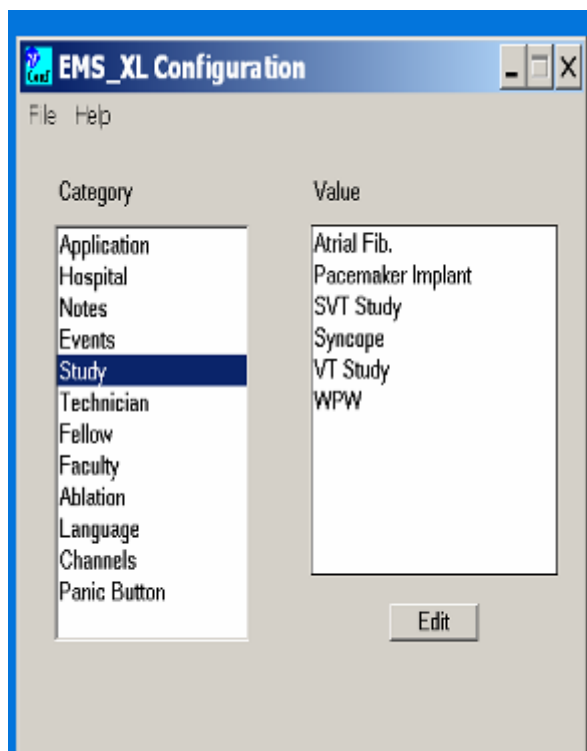 EMS_XL Configuration
File Help
Category
Application
Hospital
Notes
Events
Study
Technician
Fellow
Faculty
Ablation
Language
Channels
Panic Button
Value
Atrial Fib.
Pacemaker Implant
SVT Study
Syncope
VT Study
WPW
Edit